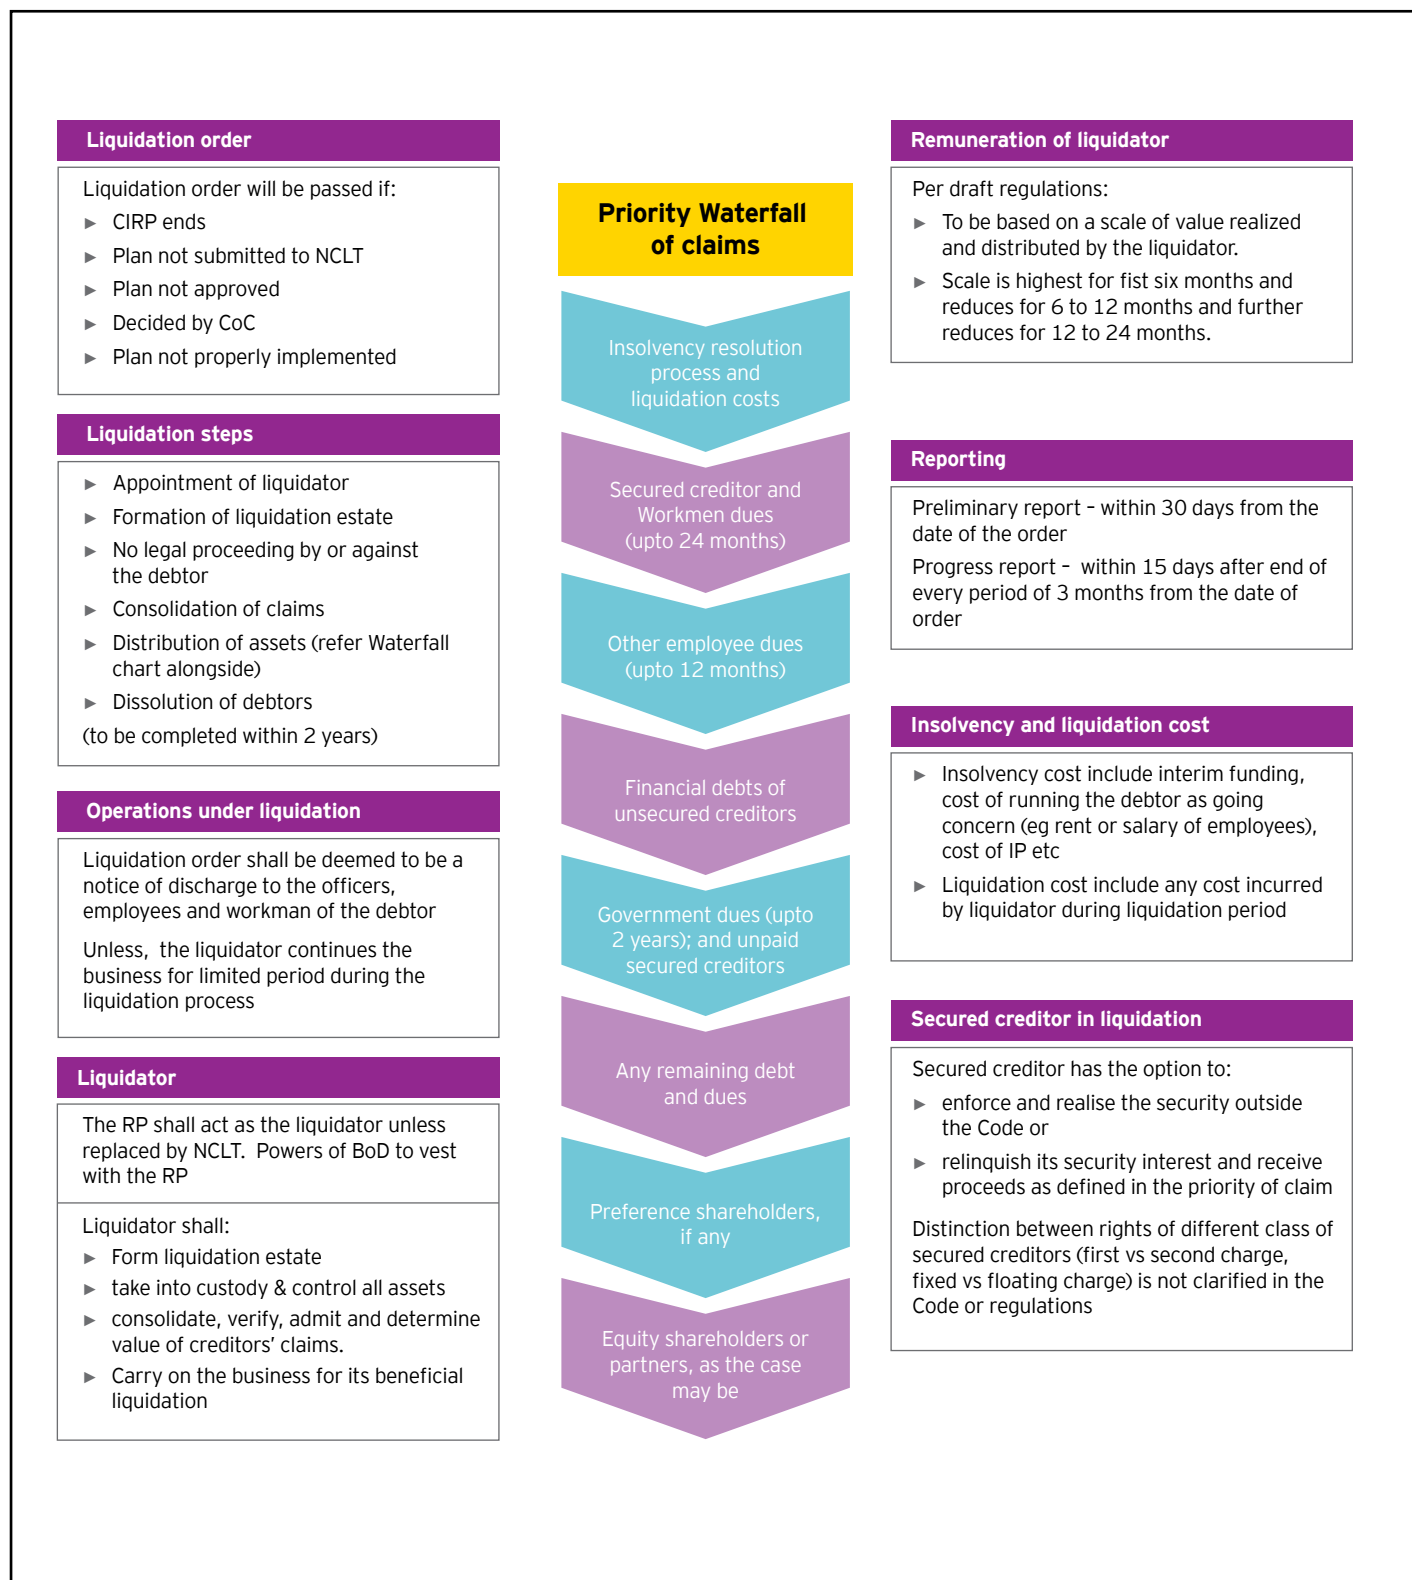 Liquidation order
Liquidation order will be passed if:
► CIRP ends
► Plan not submitted to NCLT
► Plan not approved
► Decided by CoC
► Plan not properly implemented
Liquidation steps
► Appointment of liquidator
► Formation of liquidation estate
► No legal proceeding by or against
the debtor
► Consolidation of claims
► Distribution of assets (refer Waterfall
chart alongside)
► Dissolution of debtors
(to be completed within 2 years)
Operations under liquidation
Liquidation order shall be deemed to be a
notice of discharge to the officers,
employees and workman of the debtor
Unless, the liquidator continues the
business for limited period during the
liquidation process
Liquidator
The RP shall act as the liquidator unless
replaced by NCLT. Powers of BoD to vest
with the RP
Liquidator shall:
► Form liquidation estate
► take into custody & control all assets
► consolidate, verify, admit and determine
value of creditors' claims.
► Carry on the business for its beneficial
liquidation
Priority Waterfall
of claims
Insolvency resolution
process and
liquidation costs
Secured creditor and
Workmen dues
(upto 24 months)
Other employee dues
(upto 12 months)
Financial debts of
unsecured creditors
Government dues (upto
2 years); and unpaid
secured creditors
Any remaining debt
and dues
Preference shareholders,
if any
Equity shareholders or
partners, as the case
may be
Remuneration of liquidator
Per draft regulations:
► To be based on a scale of value realized
and distributed by the liquidator.
► Scale is highest for fist six months and
reduces for 6 to 12 months and further
reduces for 12 to 24 months.
Reporting
Preliminary report – within 30 days from the
date of the order
Progress report – within 15 days after end of
every period of 3 months from the date of
order
Insolvency and liquidation cost
► Insolvency cost include interim funding,
cost of running the debtor as going
concern (eg rent or salary of employees),
cost of IP etc
► Liquidation cost include any cost incurred
by liquidator during liquidation period
Secured creditor in liquidation
Secured creditor has the option to:
► enforce and realise the security outside
the Code or
► relinquish its security interest and receive
proceeds as defined in the priority of claim
Distinction between rights of different class of
secured creditors (first vs second charge,
fixed vs floating charge) is not clarified in the
Code or regulations